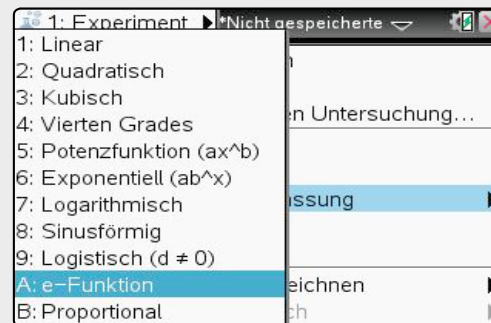 1: Experiment *Nicht gespeicherte
1: Linear
2: Quadratisch
3: Kubisch
4: Vierten Grades
5: Potenzfunktion (ax^b)
6: Exponentiell (ab^x)
7: Logarithmisch
8: Sinusförmig
9: Logistisch (d ≠ 0)
A: e-Funktion
B: Proportional
n Untersuchung...
ssung
eichnen
ch